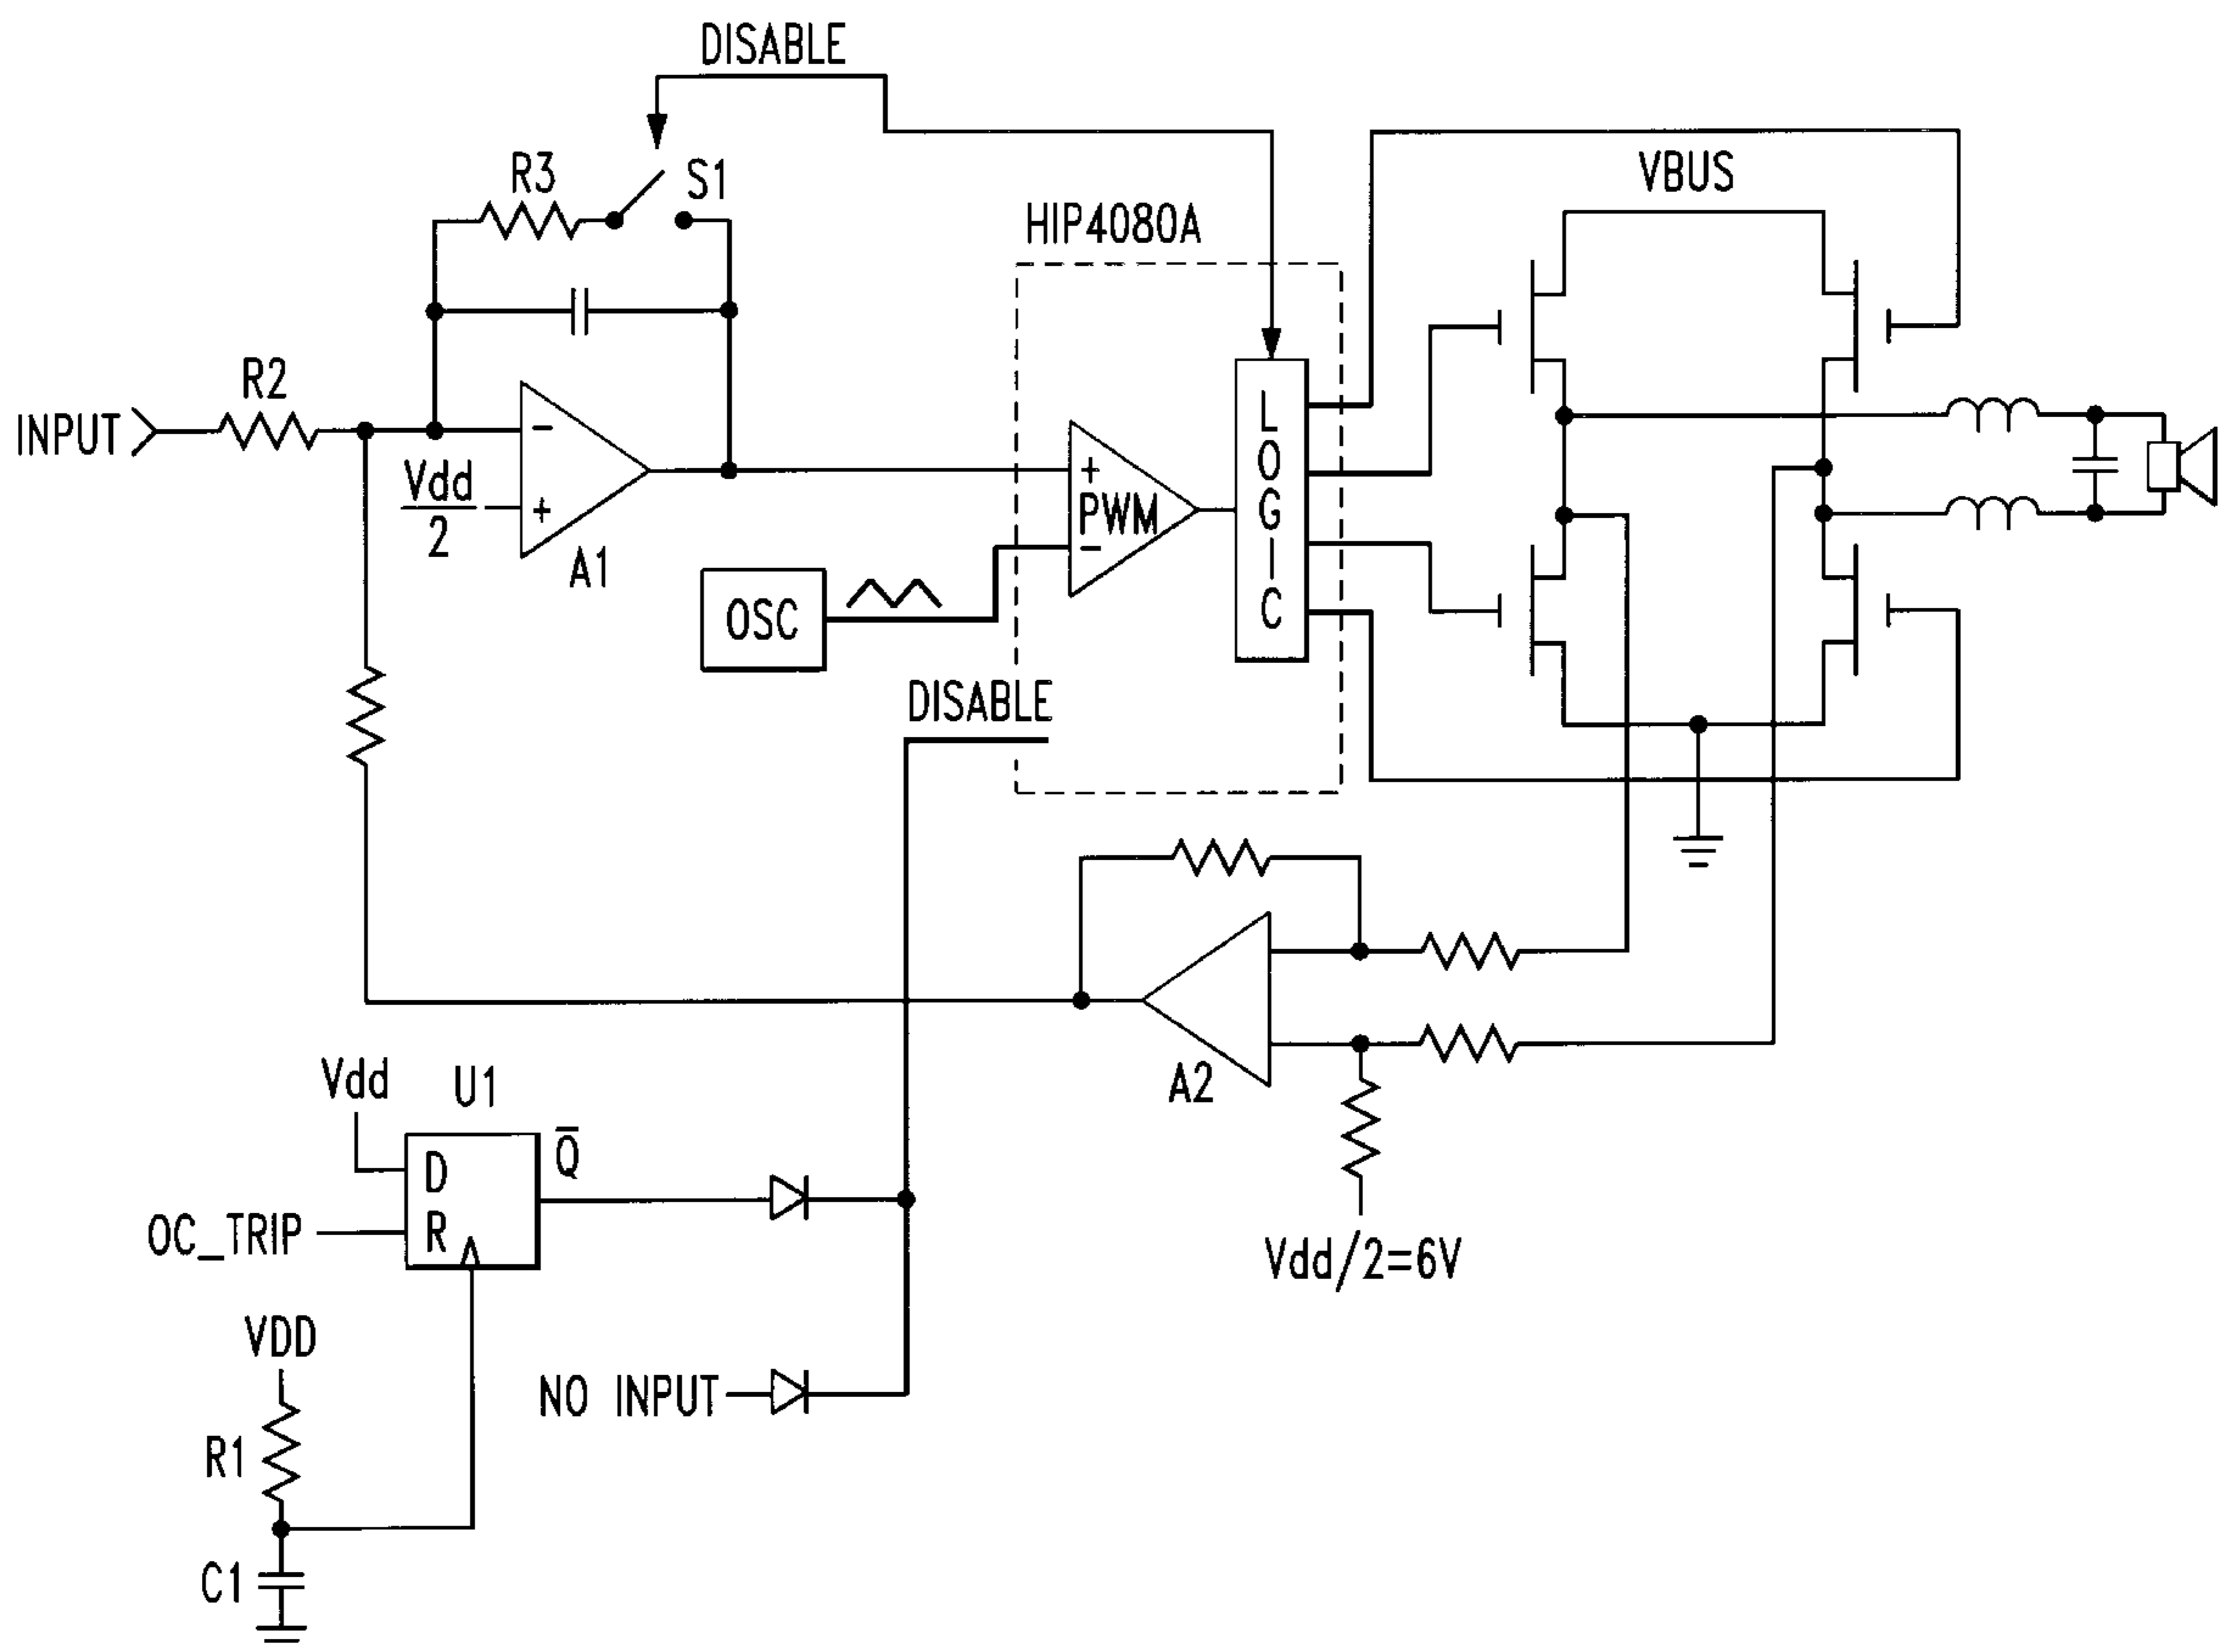 DISABLE
R3
S1
VBUS
HIP4080A
R2
INPUT
-
Vdd
2
+
A1
+
PWM
-
LOGIC
OSC
DISABLE
A2
Vdd
U1
D
Q̅
R
OC_TRIP
Vdd/2=6V
VDD
NO INPUT
R1
C1